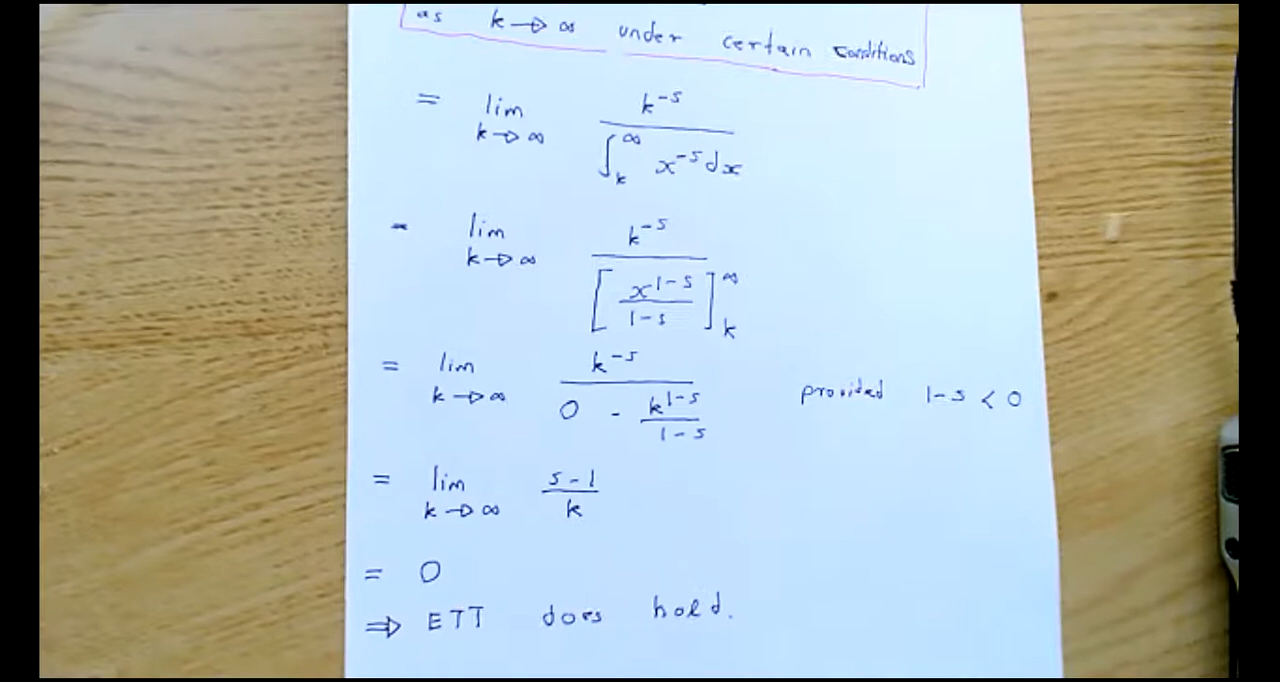 as k → ∞ under certain conditions
= lim k → ∞ k^-s / ∫_k^∞ x^-s dx
= lim k → ∞ k^-s / [x^1-s / 1-s]_k^∞
= lim k → ∞ k^-s / 0 - k^1-s / 1-s provided 1-s < 0
= lim k → ∞ s-1 / k
= 0
⇒ ETT does hold.